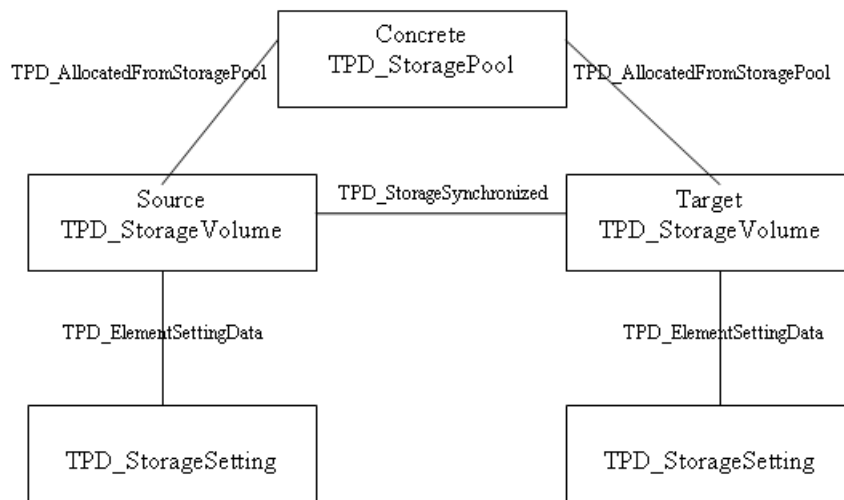 Concrete
TPD_StoragePool
TPD_AllocatedFromStoragePool
TPD_AllocatedFromStoragePool
Source
TPD_StorageVolume
TPD_StorageSynchronized
Target
TPD_StorageVolume
TPD_ElementSettingData
TPD_ElementSettingData
TPD_StorageSetting
TPD_StorageSetting